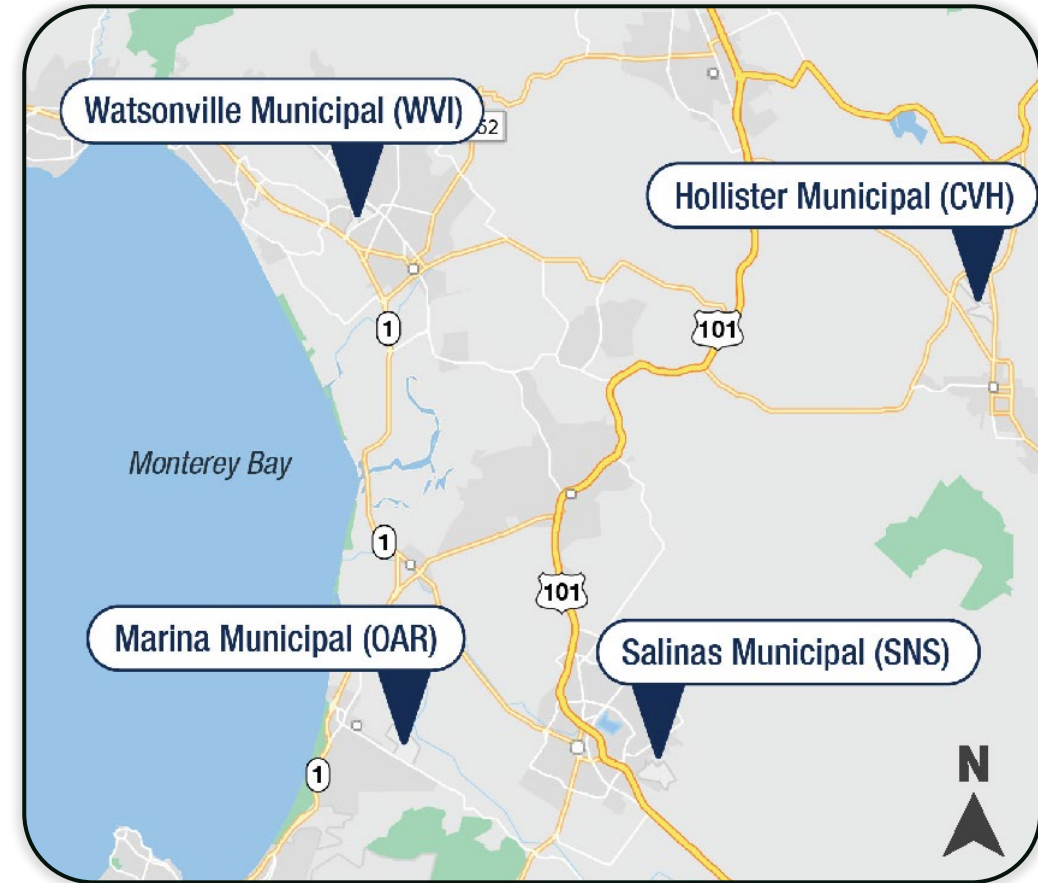 Watsonville Municipal (WVI)
52
Hollister Municipal (CVH)
1
101
Monterey Bay
1
101
Marina Municipal (OAR)
Salinas Municipal (SNS)
1
N